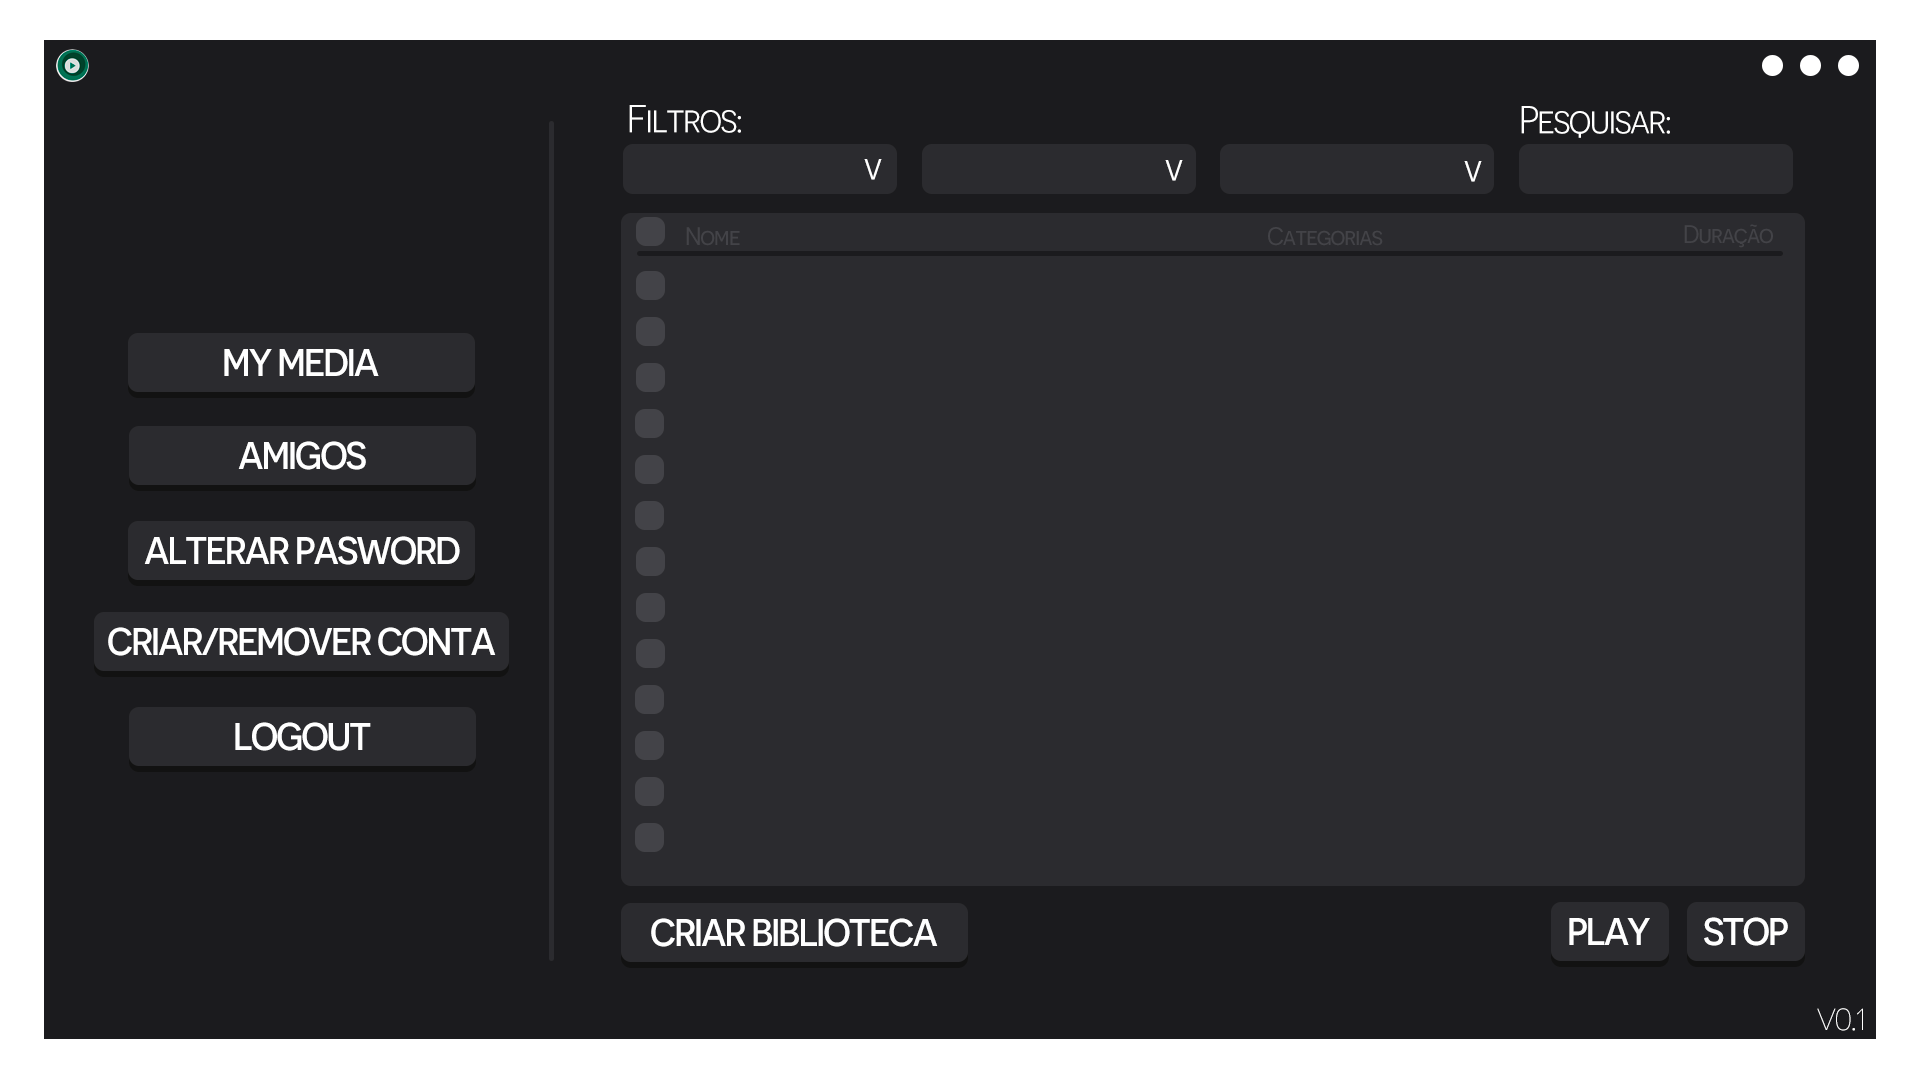 FILTROS:
PESQUISAR:
V
V
V
NOME
CATEGORIAS
DURAÇÃO
MY MEDIA
AMIGOS
ALTERAR PASWORD
CRIAR/REMOVER CONTA
LOGOUT
CRIAR BIBLIOTECA
PLAY
STOP
V0.1